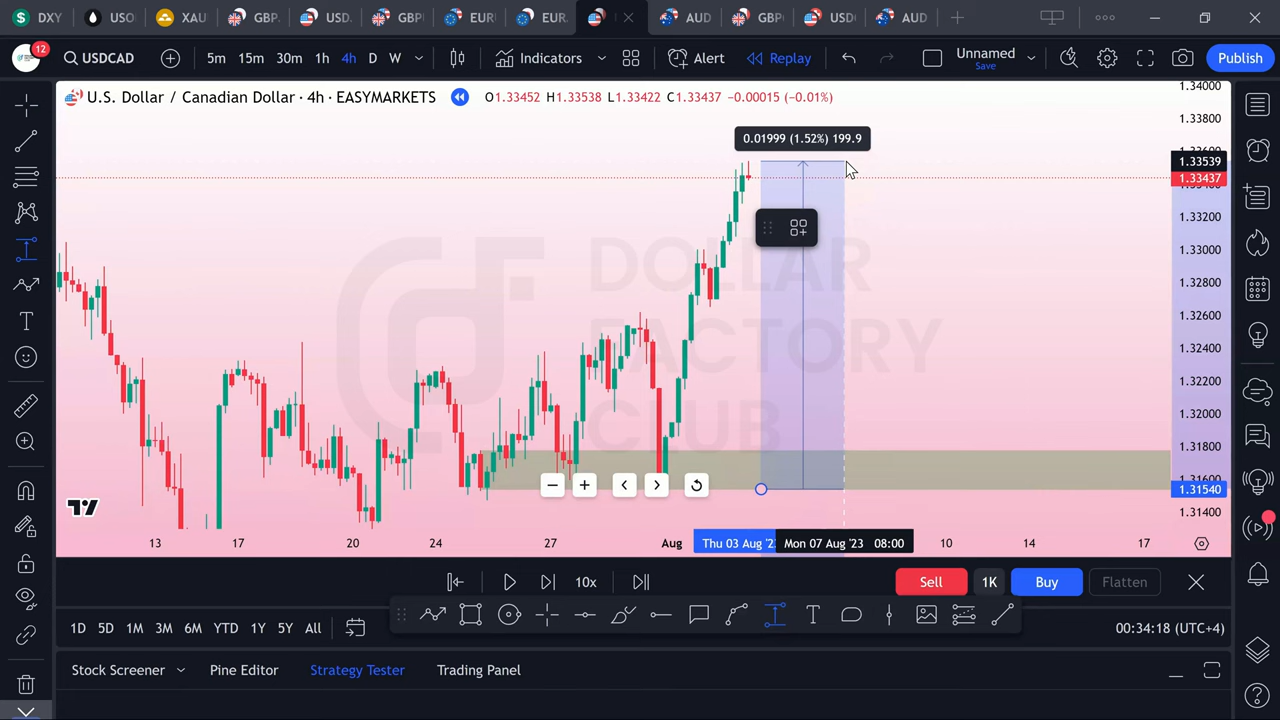 DXY USO XAU GBP. USD. GBP EUR EUR. AUD GBP USD AUD
12 USDCAD 5m 15m 30m 1h 4h D W Indicators Alert Replay Unnamed Save Publish
U.S. Dollar / Canadian Dollar · 4h · EASYMARKETS O1.33452 H1.33538 L1.33422 C1.33437 −0.00015 (−0.01%)
1.34000
1.33800
0.01999 (1.52%) 199.9
1.33539
1.33437
1.33200
1.33000
1.32800
1.32600
1.32400
1.32200
1.32000
1.31800
1.31540
1.31400
DOLLAR
FACTORY
CLUB
13 17 20 24 27 Aug Thu 03 Aug '2 Mon 07 Aug '23 08:00 10 14 17
10x Sell 1K Buy Flatten
1D 5D 1M 3M 6M YTD 1Y 5Y All 00:34:18 (UTC+4)
Stock Screener Pine Editor Strategy Tester Trading Panel